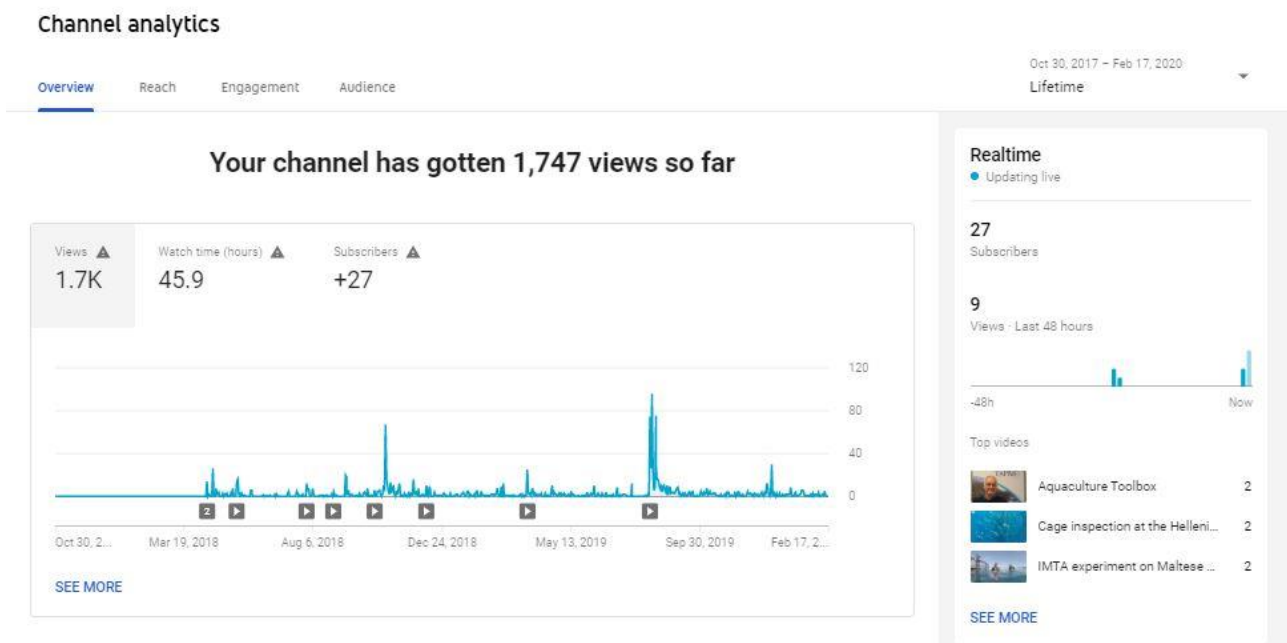 Channel analytics
Oct 30, 2017 – Feb 17, 2020
Lifetime
Overview Reach Engagement Audience
Your channel has gotten 1,747 views so far
Views Watch time (hours) Subscribers
1.7K 45.9 +27
120
80
40
0
2
Oct 30, 2... Mar 19, 2018 Aug 6, 2018 Dec 24, 2018 May 13, 2019 Sep 30, 2019 Feb 17, 2...
SEE MORE
Realtime
Updating live
27
Subscribers
9
Views · Last 48 hours
-48h Now
Top videos
Aquaculture Toolbox 2
Cage inspection at the Helleni... 2
IMTA experiment on Maltese ... 2
SEE MORE